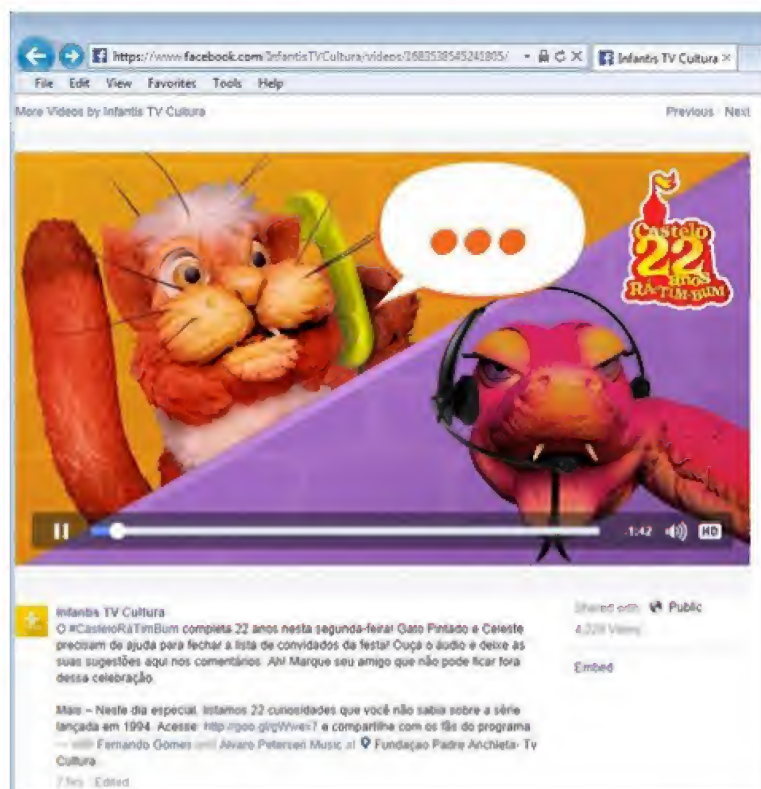 https://www.facebook.com/InfantisTVCultura/videos/1683538545245805/
Infantis TV Cultura
File Edit View Favorites Tools Help
More Videos by Infantis TV Cultura
Previous Next
Castelo
22
anos
RÁ-TIM-BUM
-1:42 HD
Infantis TV Cultura
O #CasteloRáTimBum completa 22 anos nesta segunda-feira! Gato Pintado e Celeste
precisam de ajuda para fechar a lista de convidados da festa! Ouça o áudio e deixe as
suas sugestões aqui nos comentários. Ah! Marque seu amigo que não pode ficar fora
dessa celebração.
Mais – Neste dia especial, listamos 22 curiosidades que você não sabia sobre a série
lançada em 1994. Acesse: e compartilhe com os fãs do programa
— with Fernando Gomes and Alvaro Petersen Music at Fundação Padre Anchieta- Tv
Cultura
7 hrs Edited
Shared with Public
4,229 Views
Embed